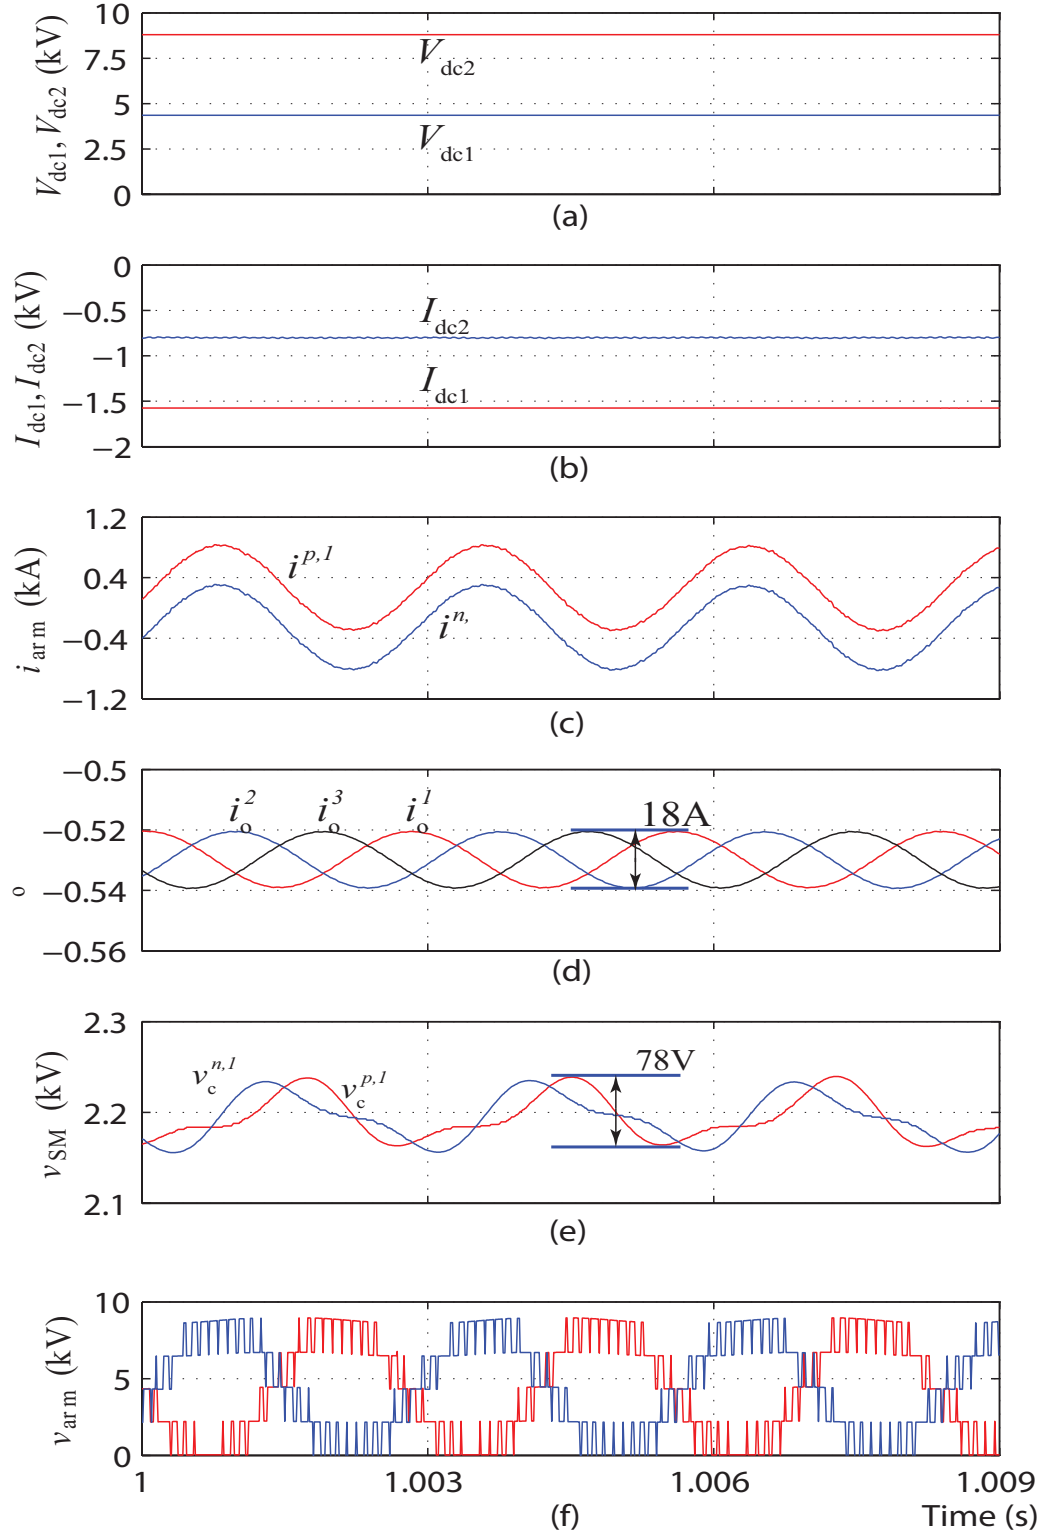 V_dc1, V_dc2 (kV)
10
7.5
5
2.5
0
V_dc2
V_dc1
(a)
I_dc1, I_dc2 (kV)
0
−0.5
−1
−1.5
−2
I_dc2
I_dc1
(b)
i_arm (kA)
1.2
0.4
−0.4
−1.2
i^{p,1}
i^{n,}
(c)
o
−0.5
−0.52
−0.54
−0.56
i_o^2
i_o^3
i_o^1
18A
(d)
v_SM (kV)
2.3
2.2
2.1
v_c^{n,1}
v_c^{p,1}
78V
(e)
v_arm (kV)
10
5
0
1
1.003
1.006
1.009
(f)
Time (s)